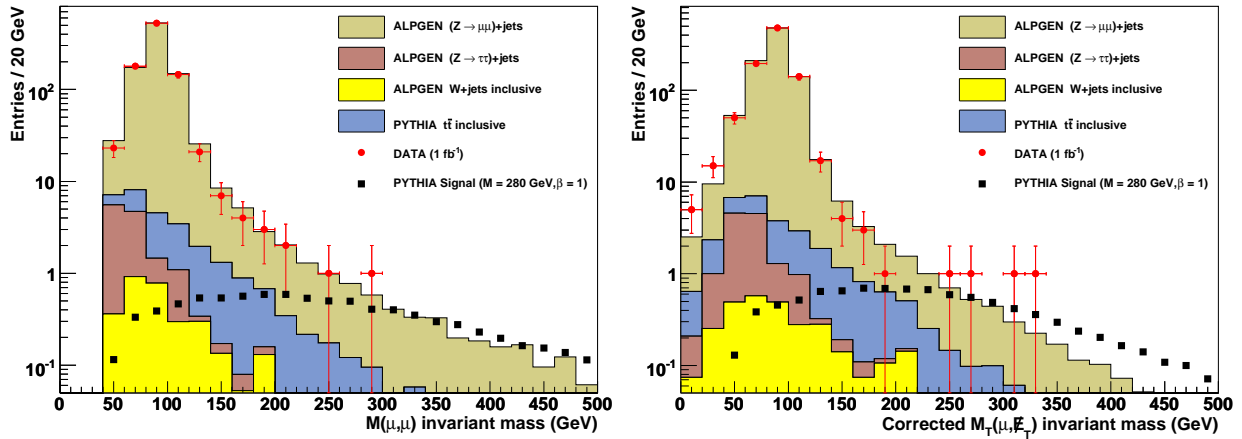 Entries / 20 GeV
10²
10
1
10⁻¹
ALPGEN (Z → μμ)+jets
ALPGEN (Z → ττ)+jets
ALPGEN W+jets inclusive
PYTHIA tt̄ inclusive
DATA (1 fb⁻¹)
PYTHIA Signal (M = 280 GeV,β = 1)
0 50 100 150 200 250 300 350 400 450 500
M(μ,μ) invariant mass (GeV)
Entries / 20 GeV
10²
10
1
10⁻¹
ALPGEN (Z → μμ)+jets
ALPGEN (Z → ττ)+jets
ALPGEN W+jets inclusive
PYTHIA tt̄ inclusive
DATA (1 fb⁻¹)
PYTHIA Signal (M = 280 GeV,β = 1)
0 50 100 150 200 250 300 350 400 450 500
Corrected M_T(μ,E̸_T) invariant mass (GeV)